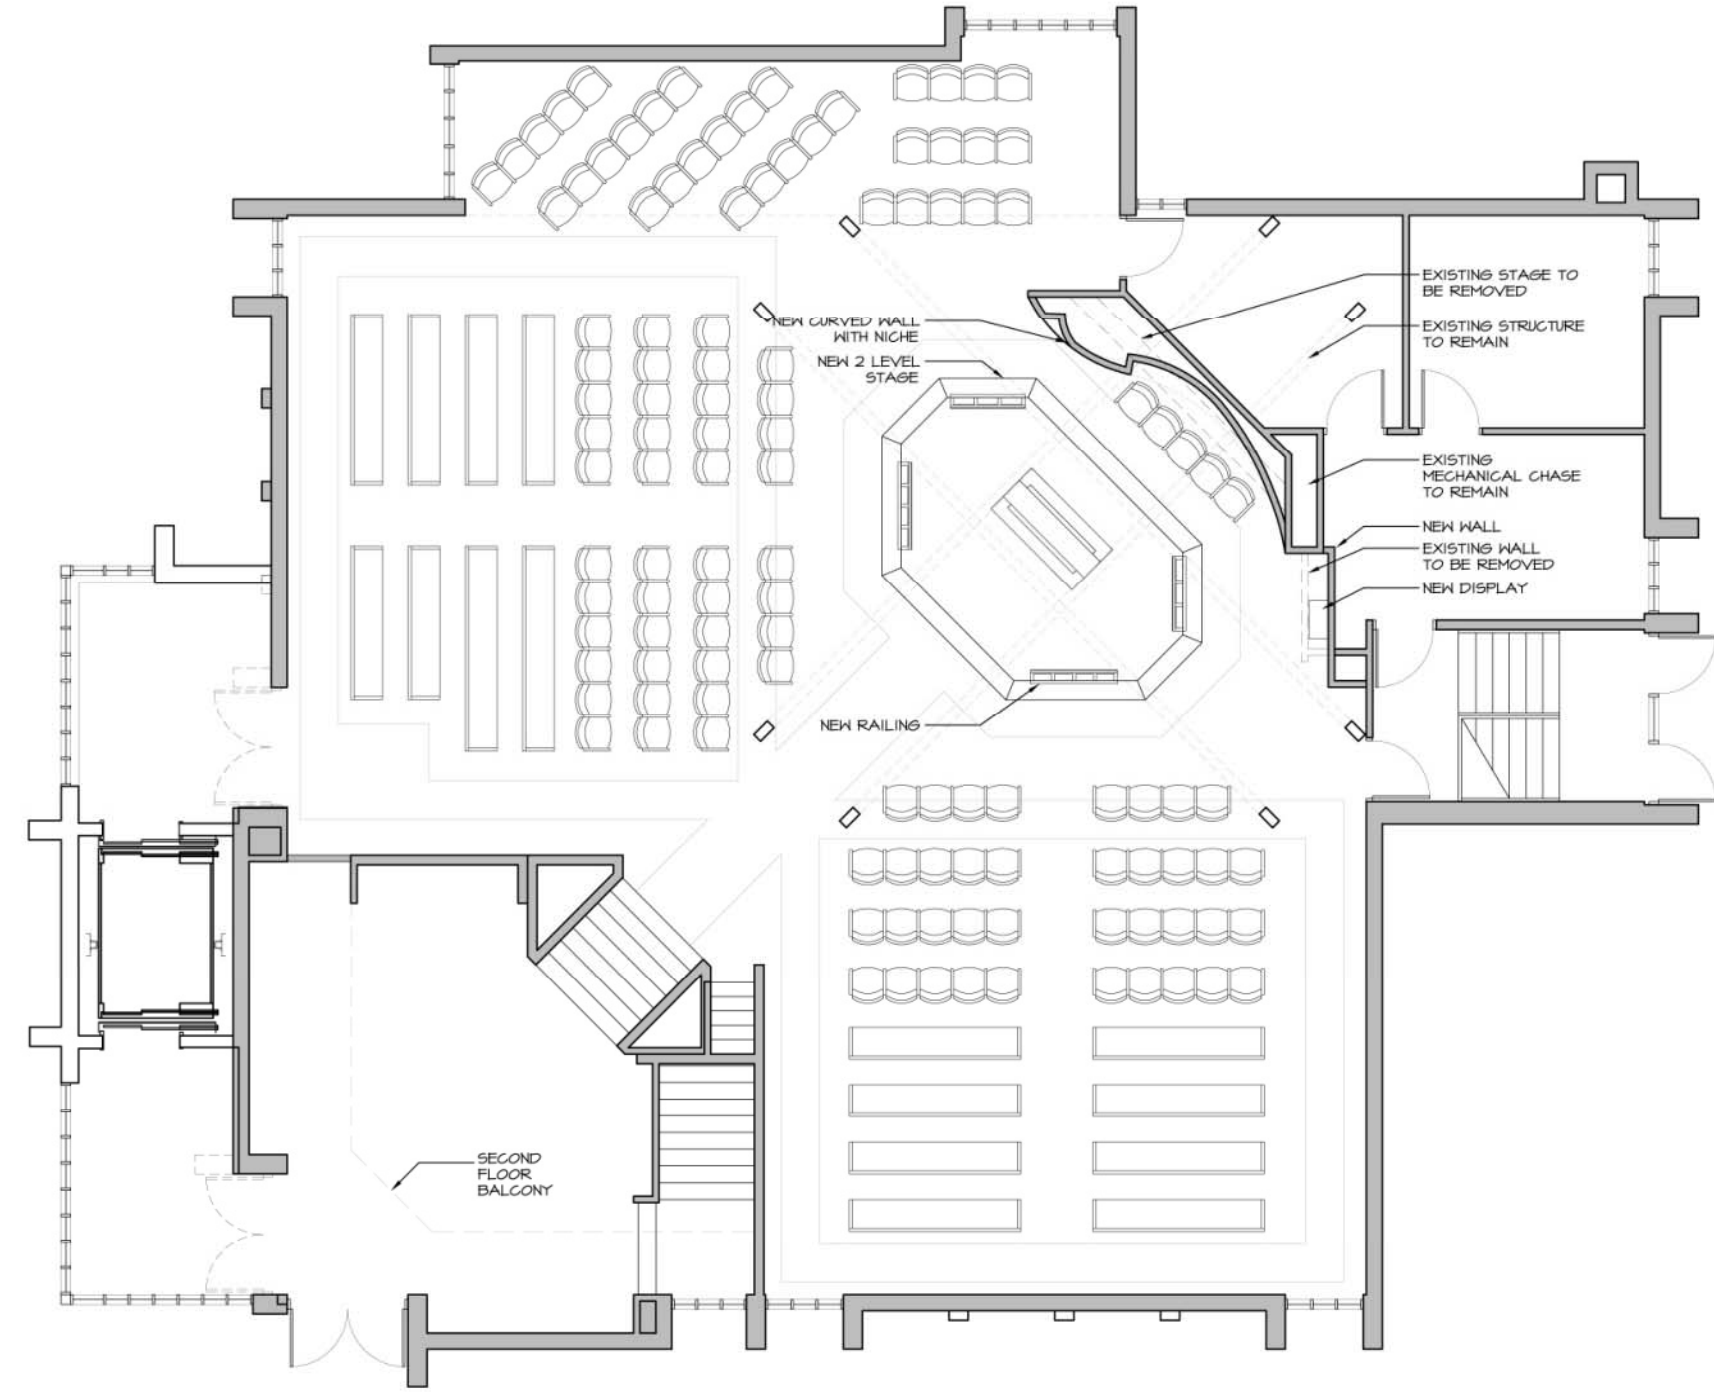 EXISTING STAGE TO
BE REMOVED
NEW CURVED WALL
WITH NICHE
EXISTING STRUCTURE
TO REMAIN
NEW 2 LEVEL
STAGE
EXISTING
MECHANICAL CHASE
TO REMAIN
NEW WALL
EXISTING WALL
TO BE REMOVED
NEW DISPLAY
NEW RAILING
SECOND
FLOOR
BALCONY